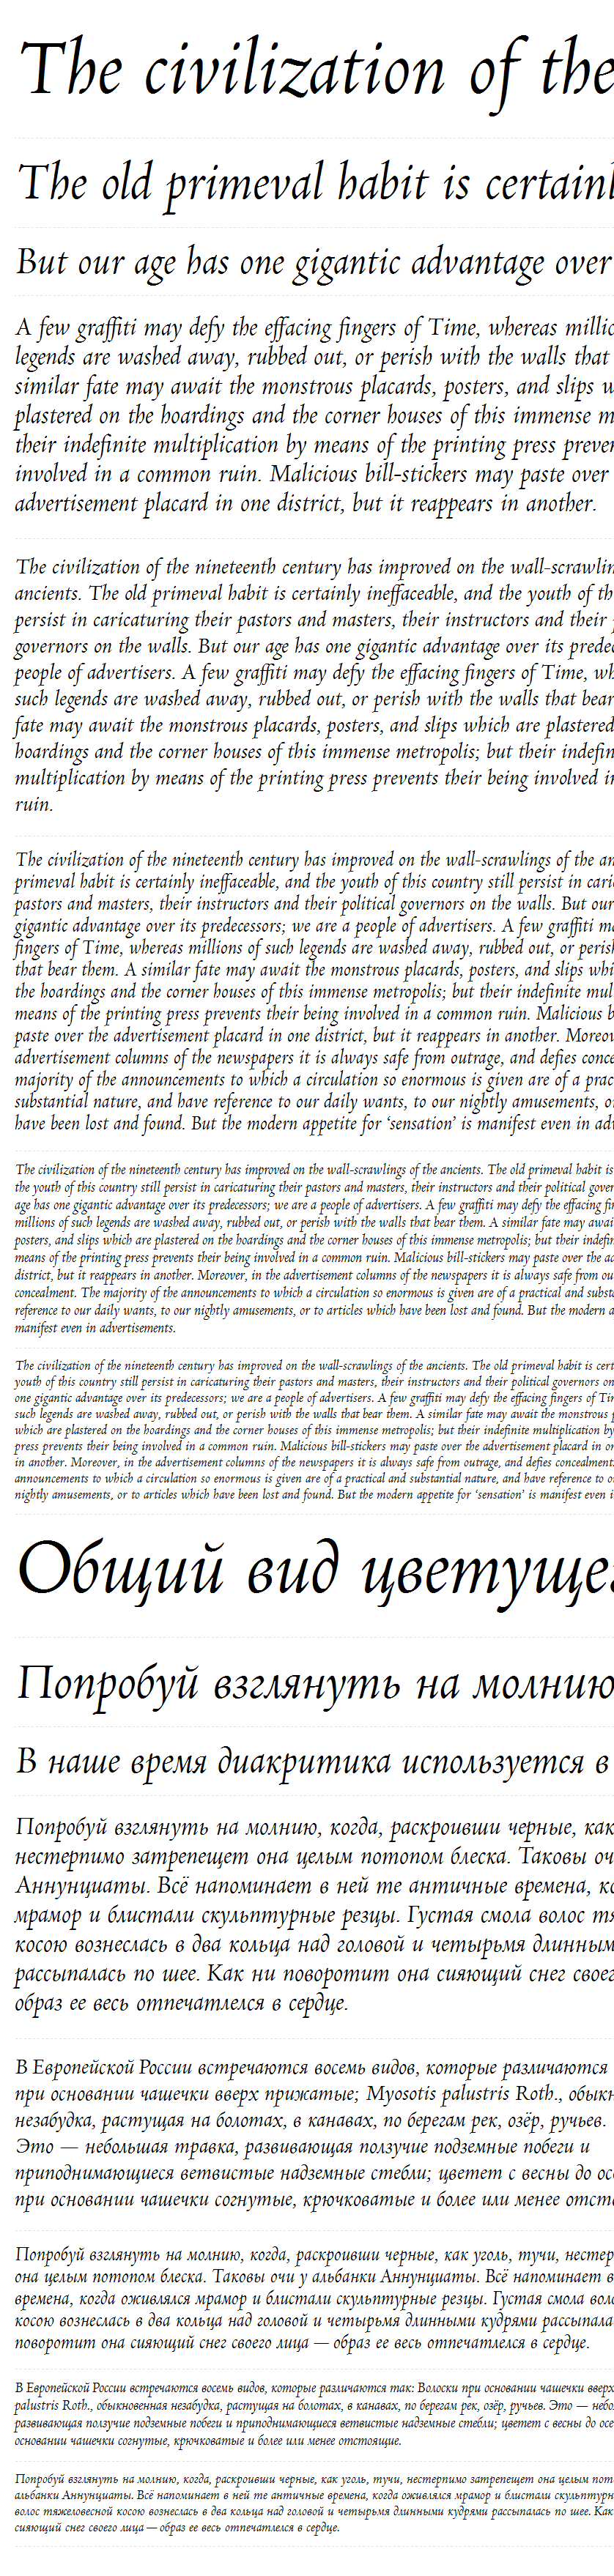 The civilization of the
The old primeval habit is certainl
But our age has one gigantic advantage over
A few graffiti may defy the effacing fingers of Time, whereas millio
legends are washed away, rubbed out, or perish with the walls that
similar fate may await the monstrous placards, posters, and slips w
plastered on the hoardings and the corner houses of this immense m
their indefinite multiplication by means of the printing press preven
involved in a common ruin. Malicious bill-stickers may paste over
advertisement placard in one district, but it reappears in another.
The civilization of the nineteenth century has improved on the wall-scrawlin
ancients. The old primeval habit is certainly ineffaceable, and the youth of th
persist in caricaturing their pastors and masters, their instructors and their p
governors on the walls. But our age has one gigantic advantage over its predec
people of advertisers. A few graffiti may defy the effacing fingers of Time, wh
such legends are washed away, rubbed out, or perish with the walls that bear
fate may await the monstrous placards, posters, and slips which are plastered
hoardings and the corner houses of this immense metropolis; but their indefin
multiplication by means of the printing press prevents their being involved in
ruin.
The civilization of the nineteenth century has improved on the wall-scrawlings of the an
primeval habit is certainly ineffaceable, and the youth of this country still persist in cari
pastors and masters, their instructors and their political governors on the walls. But our
gigantic advantage over its predecessors; we are a people of advertisers. A few graffiti ma
fingers of Time, whereas millions of such legends are washed away, rubbed out, or perish
that bear them. A similar fate may await the monstrous placards, posters, and slips whi
the hoardings and the corner houses of this immense metropolis; but their indefinite mul
means of the printing press prevents their being involved in a common ruin. Malicious b
paste over the advertisement placard in one district, but it reappears in another. Moreov
advertisement columns of the newspapers it is always safe from outrage, and defies conce
majority of the announcements to which a circulation so enormous is given are of a prac
substantial nature, and have reference to our daily wants, to our nightly amusements, o
have been lost and found. But the modern appetite for ‘sensation’ is manifest even in adv
The civilization of the nineteenth century has improved on the wall-scrawlings of the ancients. The old primeval habit is
the youth of this country still persist in caricaturing their pastors and masters, their instructors and their political gover
age has one gigantic advantage over its predecessors; we are a people of advertisers. A few graffiti may defy the effacing fin
millions of such legends are washed away, rubbed out, or perish with the walls that bear them. A similar fate may awai
posters, and slips which are plastered on the hoardings and the corner houses of this immense metropolis; but their indefin
means of the printing press prevents their being involved in a common ruin. Malicious bill-stickers may paste over the ad
district, but it reappears in another. Moreover, in the advertisement columns of the newspapers it is always safe from ou
concealment. The majority of the announcements to which a circulation so enormous is given are of a practical and substa
reference to our daily wants, to our nightly amusements, or to articles which have been lost and found. But the modern a
manifest even in advertisements.
The civilization of the nineteenth century has improved on the wall-scrawlings of the ancients. The old primeval habit is cert
youth of this country still persist in caricaturing their pastors and masters, their instructors and their political governors on
one gigantic advantage over its predecessors; we are a people of advertisers. A few graffiti may defy the effacing fingers of Tim
such legends are washed away, rubbed out, or perish with the walls that bear them. A similar fate may await the monstrous p
which are plastered on the hoardings and the corner houses of this immense metropolis; but their indefinite multiplication by
press prevents their being involved in a common ruin. Malicious bill-stickers may paste over the advertisement placard in on
in another. Moreover, in the advertisement columns of the newspapers it is always safe from outrage, and defies concealment.
announcements to which a circulation so enormous is given are of a practical and substantial nature, and have reference to o
nightly amusements, or to articles which have been lost and found. But the modern appetite for ‘sensation’ is manifest even i
Общий вид цветущег
Попробуй взглянуть на молнию
В наше время диакритика используется в
Попробуй взглянуть на молнию, когда, раскроивши черные, как
нестерпимо затрепещет она целым потопом блеска. Таковы оч
Аннунциаты. Всё напоминает в ней те античные времена, ко
мрамор и блистали скульптурные резцы. Густая смола волос тя
косою вознеслась в два кольца над головой и четырьмя длинным
рассыпалась по шее. Как ни поворотит она сияющий снег своег
образ ее весь отпечатлелся в сердце.
В Европейской России встречаются восемь видов, которые различаются
при основании чашечки вверх прижатые; Myosotis palustris Roth., обыкн
незабудка, растущая на болотах, в канавах, по берегам рек, озёр, ручьев.
Это — небольшая травка, развивающая ползучие подземные побеги и
приподнимающиеся ветвистые надземные стебли; цветет с весны до осе
при основании чашечки согнутые, крючковатые и более или менее отсто
Попробуй взглянуть на молнию, когда, раскроивши черные, как уголь, тучи, нестер
она целым потопом блеска. Таковы очи у альбанки Аннунциаты. Всё напоминает в
времена, когда оживлялся мрамор и блистали скульптурные резцы. Густая смола воло
косою вознеслась в два кольца над головой и четырьмя длинными кудрями рассыпала
поворотит она сияющий снег своего лица — образ ее весь отпечатлелся в сердце.
В Европейской России встречаются восемь видов, которые различаются так: Волоски при основании чашечки вверх
palustris Roth., обыкновенная незабудка, растущая на болотах, в канавах, по берегам рек, озёр, ручьев. Это — небо
развивающая ползучие подземные побеги и приподнимающиеся ветвистые надземные стебли; цветет с весны до осе
основании чашечки согнутые, крючковатые и более или менее отстоящие.
Попробуй взглянуть на молнию, когда, раскроивши черные, как уголь, тучи, нестерпимо затрепещет она целым пот
альбанки Аннунциаты. Всё напоминает в ней те античные времена, когда оживлялся мрамор и блистали скульптурн
волос тяжеловесной косою вознеслась в два кольца над головой и четырьмя длинными кудрями рассыпалась по шее. Как
сияющий снег своего лица — образ ее весь отпечатлелся в сердце.